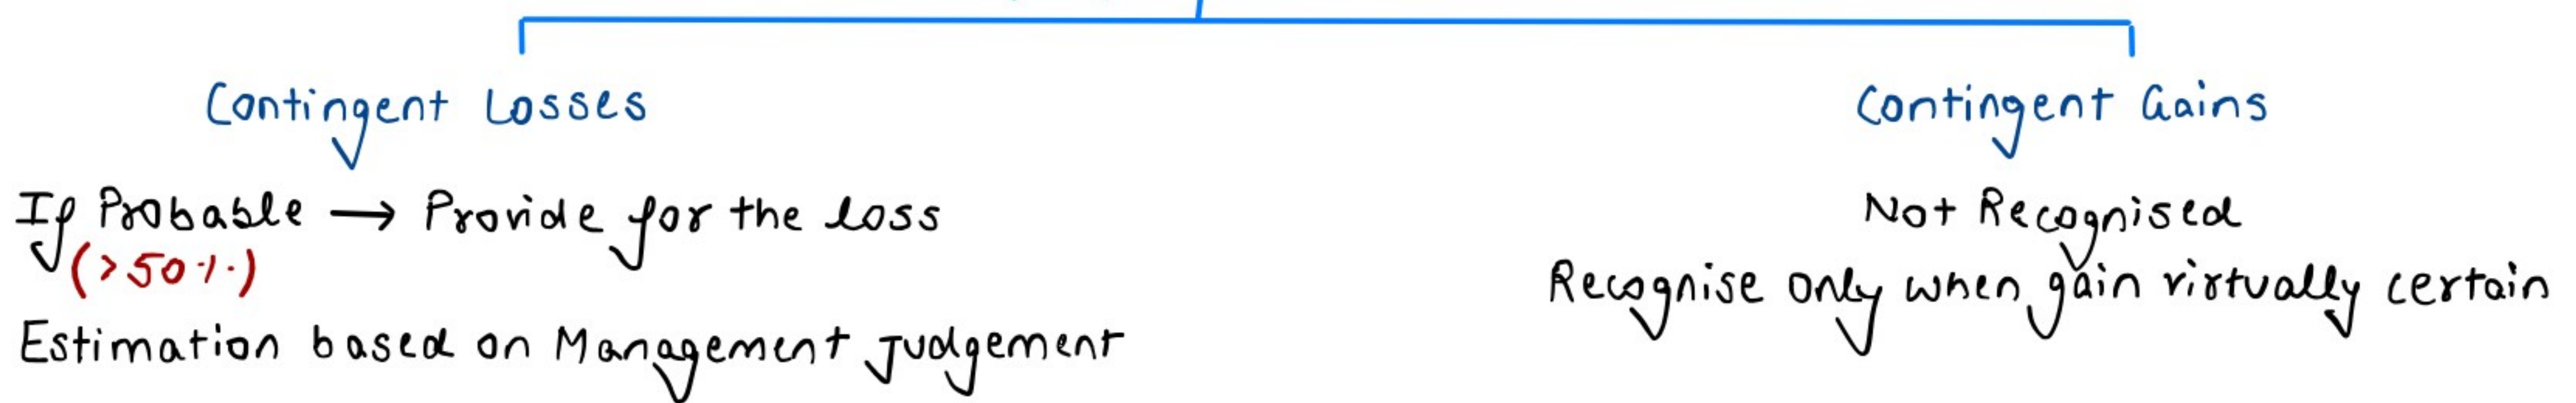 Contingent Losses
If Probable → Provide for the loss
(>50%)
Estimation based on Management Judgement
Contingent Gains
Not Recognised
Recognise only when gain virtually certain